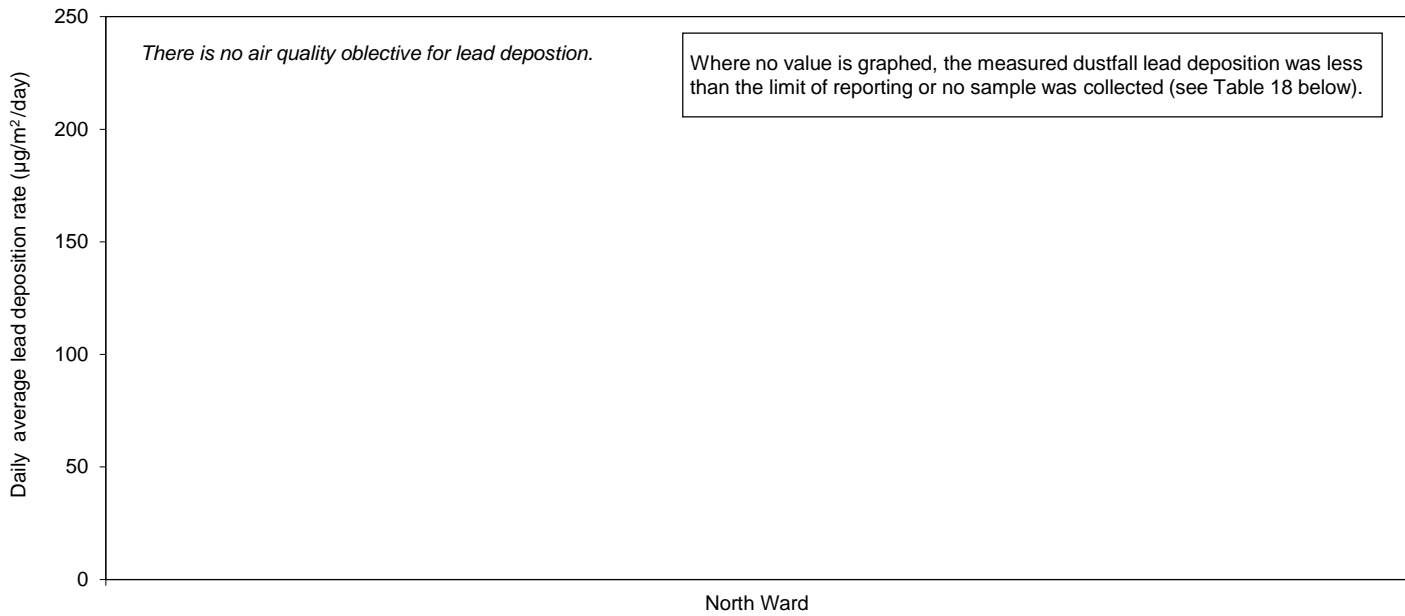 250
There is no air quality oblective for lead depostion.
Where no value is graphed, the measured dustfall lead deposition was less
than the limit of reporting or no sample was collected (see Table 18 below).
200
150
100
50
0
Daily average lead deposition rate (µg/m²/day)
North Ward